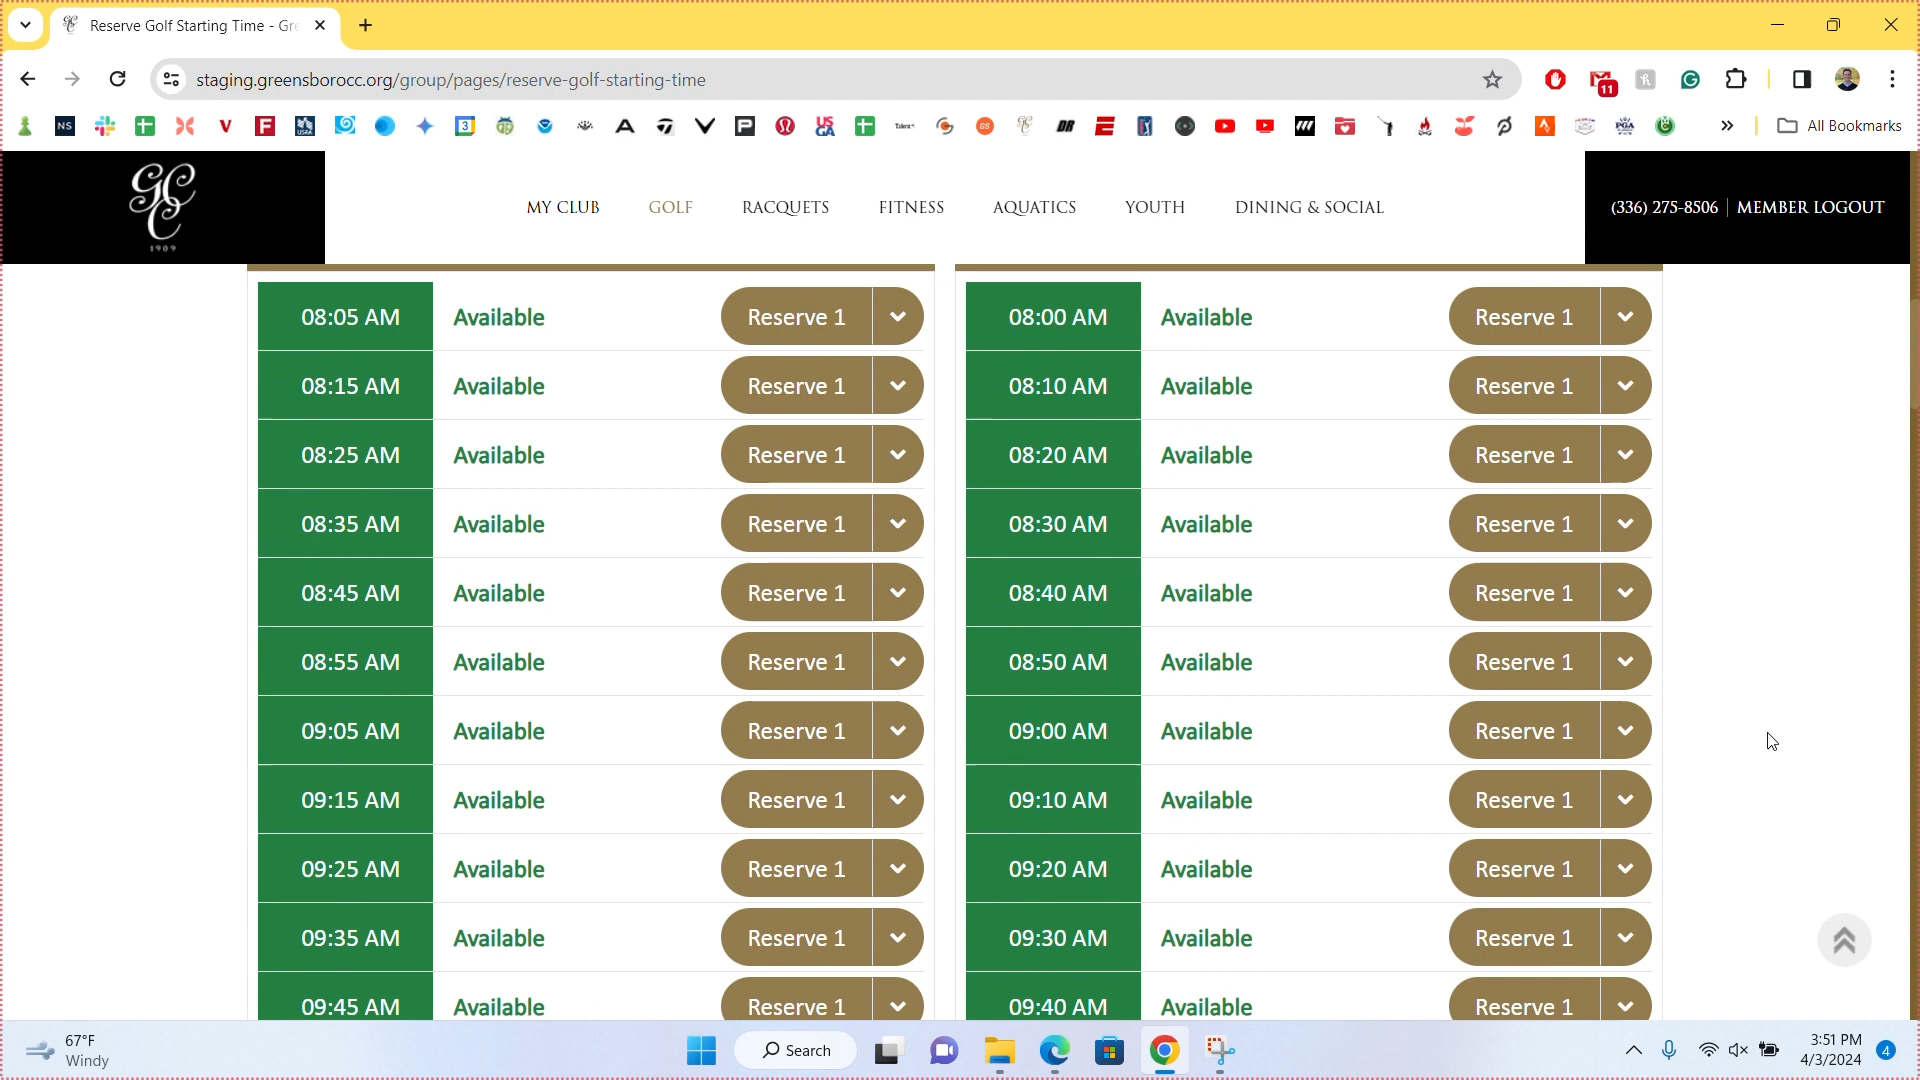 Reserve Golf Starting Time - Gre
staging.greensborocc.org/group/pages/reserve-golf-starting-time
11
All Bookmarks
GCC
1909
MY CLUB
GOLF
RACQUETS
FITNESS
AQUATICS
YOUTH
DINING & SOCIAL
(336) 275-8506 | MEMBER LOGOUT
08:05 AM Available Reserve 1
08:15 AM Available Reserve 1
08:25 AM Available Reserve 1
08:35 AM Available Reserve 1
08:45 AM Available Reserve 1
08:55 AM Available Reserve 1
09:05 AM Available Reserve 1
09:15 AM Available Reserve 1
09:25 AM Available Reserve 1
09:35 AM Available Reserve 1
09:45 AM Available Reserve 1
08:00 AM Available Reserve 1
08:10 AM Available Reserve 1
08:20 AM Available Reserve 1
08:30 AM Available Reserve 1
08:40 AM Available Reserve 1
08:50 AM Available Reserve 1
09:00 AM Available Reserve 1
09:10 AM Available Reserve 1
09:20 AM Available Reserve 1
09:30 AM Available Reserve 1
09:40 AM Available Reserve 1
67°F
Windy
Search
3:51 PM
4/3/2024
4